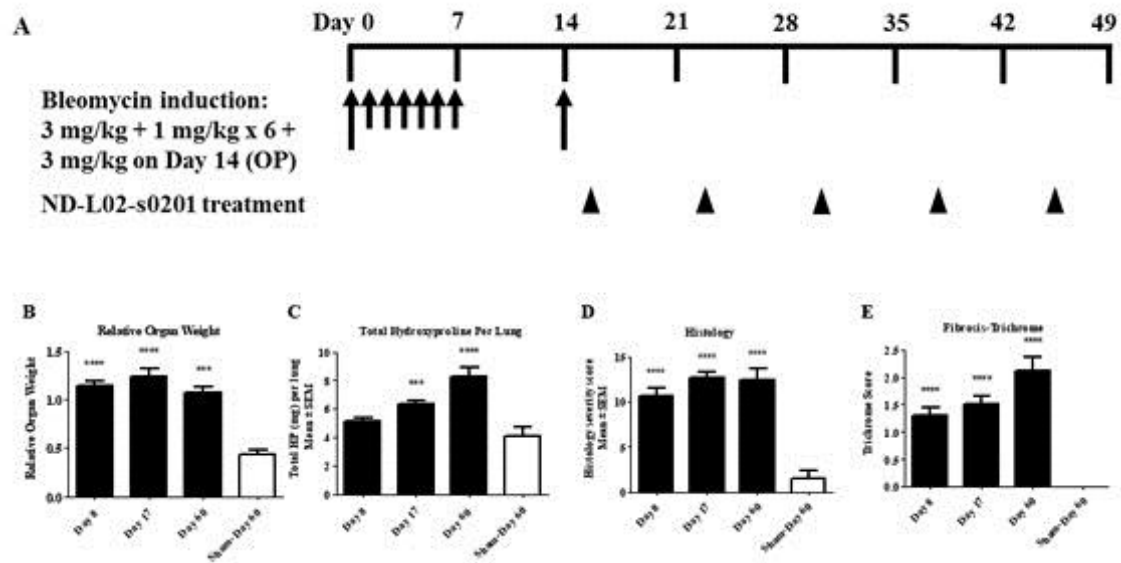 A
Day 0 7 14 21 28 35 42 49
Bleomycin induction:
3 mg/kg + 1 mg/kg x 6 +
3 mg/kg on Day 14 (OP)
ND-L02-s0201 treatment
B
Relative Organ Weight
Relative Organ Weight
1.5
1.0
0.5
0.0
**** **** ***
Day 8
Day 17
Day 60
Sham-Day 60
C
Total Hydroxyproline Per Lung
Total HP (mg) per lung
Mean ± SEM
10
8
6
4
2
0
*** ****
Day 8
Day 17
Day 60
Sham-Day 60
D
Histology
Histology severity score
Mean ± SEM
15
10
5
0
**** **** ****
Day 8
Day 17
Day 60
Sham-Day 60
E
Fibrosis-Trichrome
Trichrome Score
2.5
2.0
1.5
1.0
0.5
0.0
**** **** ****
Day 8
Day 17
Day 60
Sham-Day 60